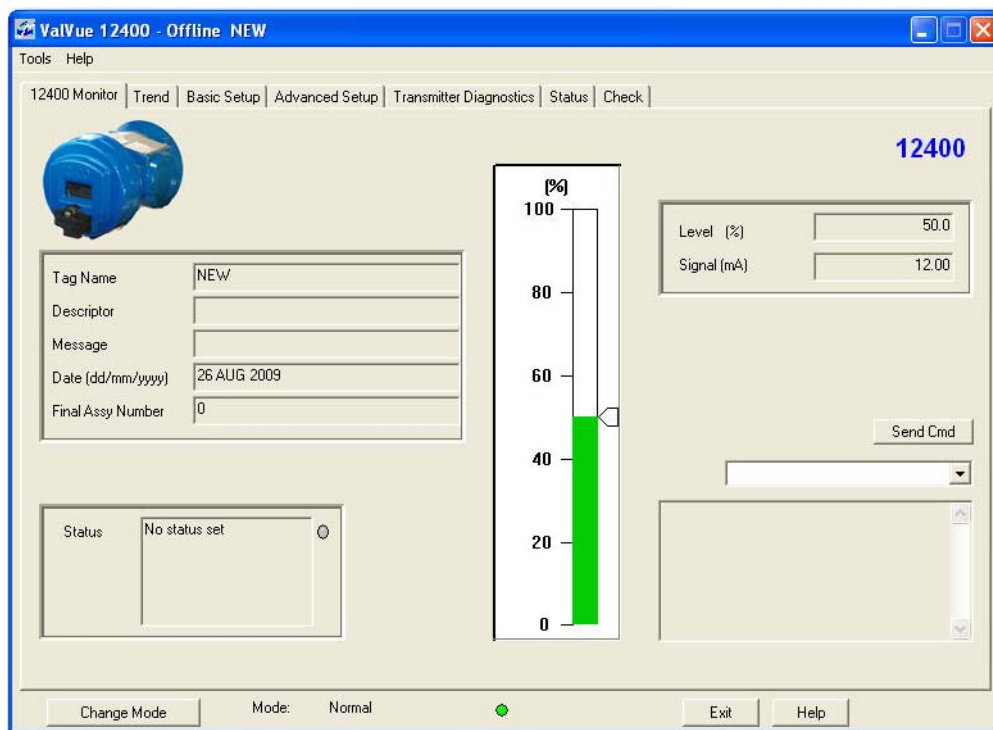 ValVue 12400 - Offline NEW
Tools Help
12400 Monitor Trend Basic Setup Advanced Setup Transmitter Diagnostics Status Check
12400
Tag Name NEW
Descriptor
Message
Date (dd/mm/yyyy) 26 AUG 2009
Final Assy Number 0
Status No status set
(%)
100
80
60
40
20
0
Level (%) 50.0
Signal (mA) 12.00
Send Cmd
Change Mode Mode: Normal Exit Help